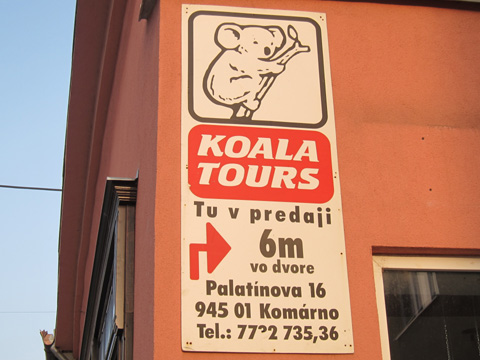 KOALA
TOURS
Tu v predaji
6m
vo dvore
Palatínova 16
945 01 Komárno
Tel.: 735,36